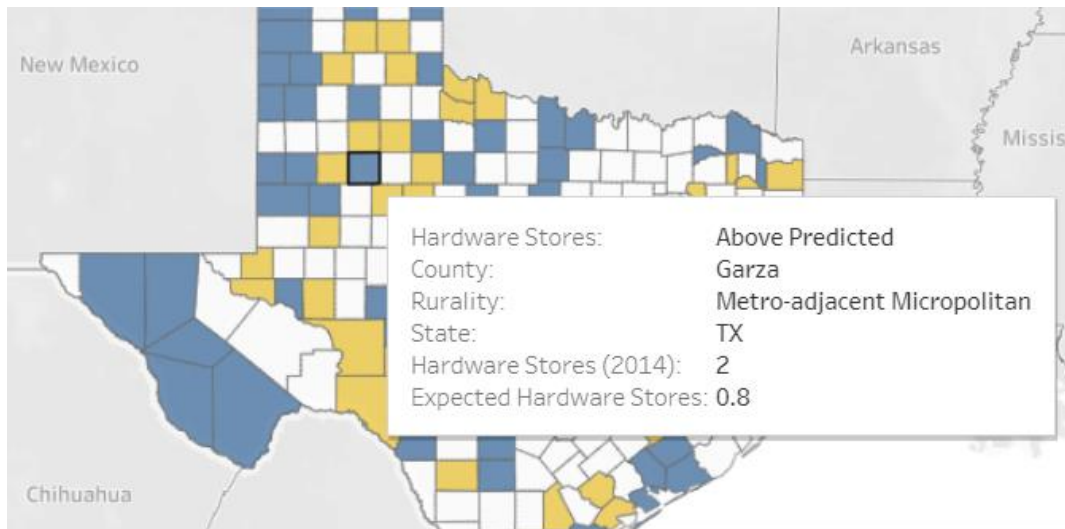 New Mexico
Arkansas
Mississ
Hardware Stores: Above Predicted
County: Garza
Rurality: Metro-adjacent Micropolitan
State: TX
Hardware Stores (2014): 2
Expected Hardware Stores: 0.8
Chihuahua